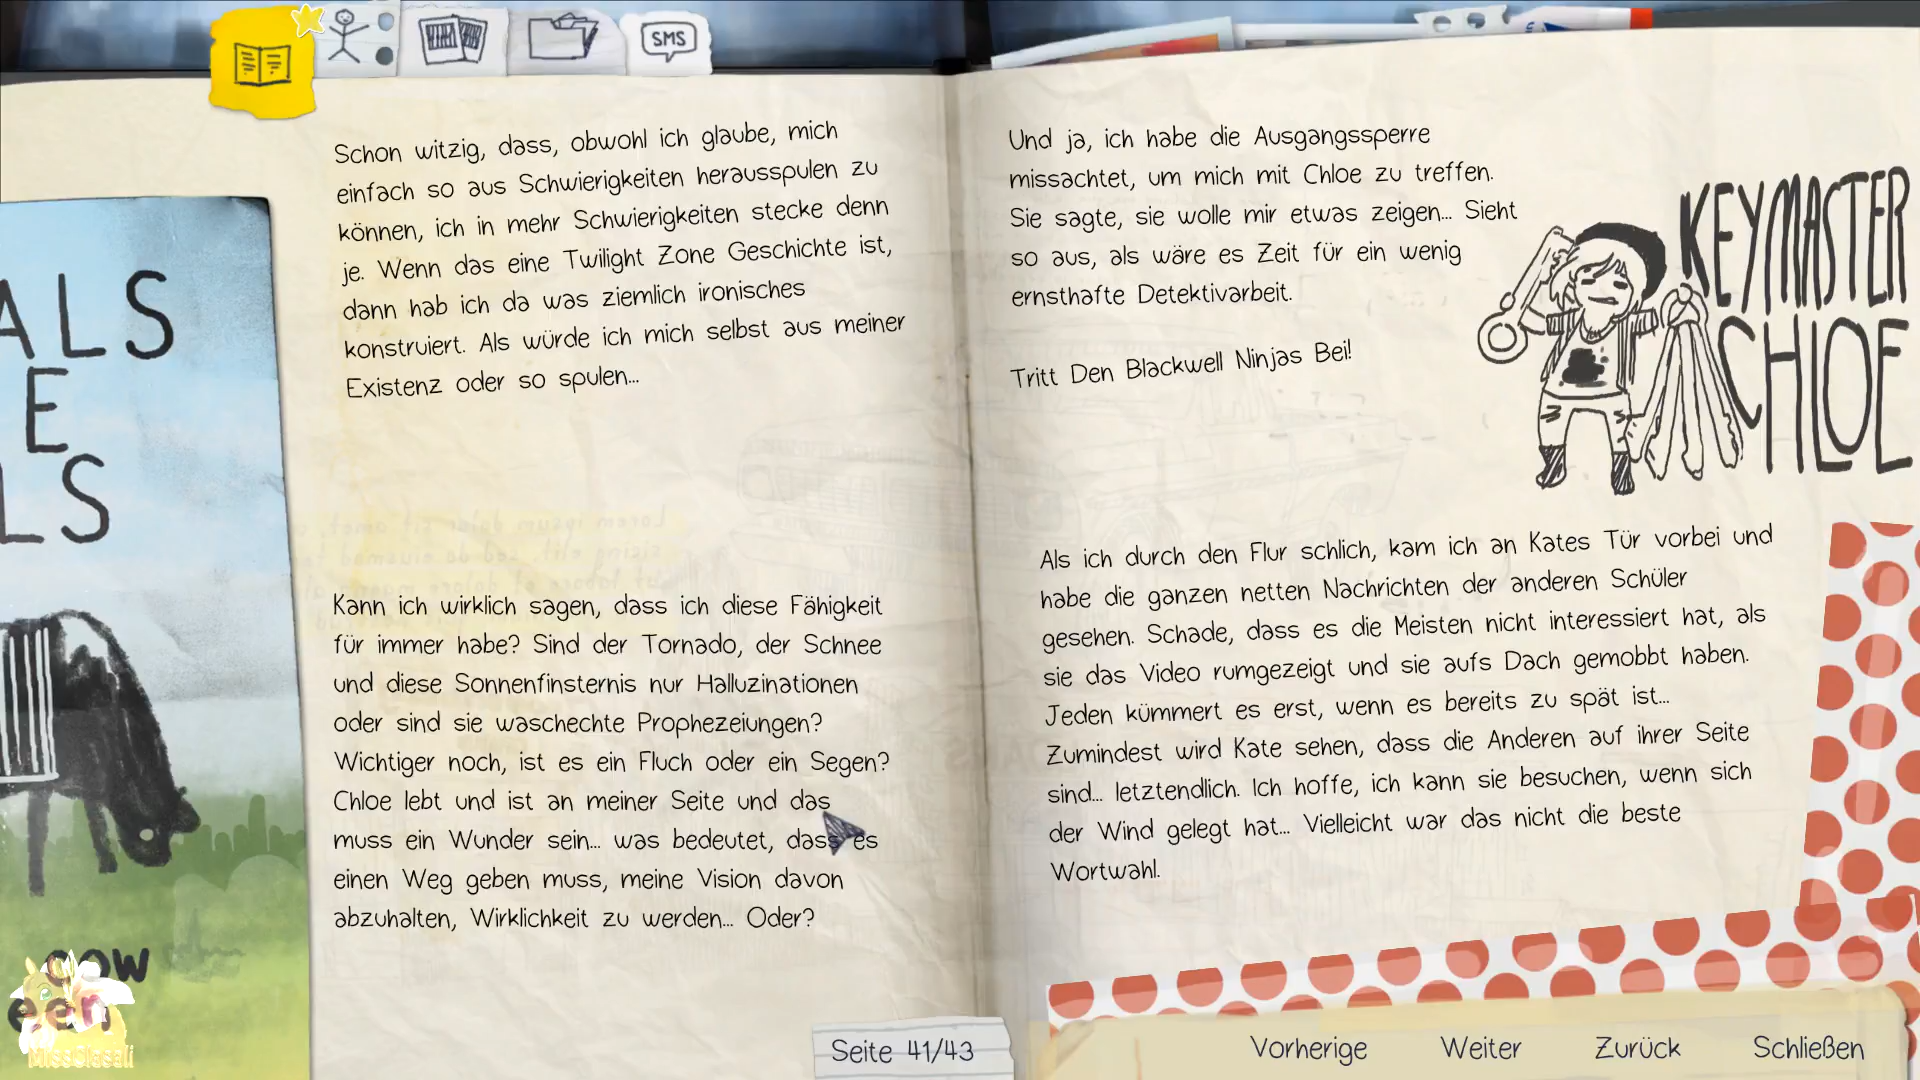 SMS
ALS
E
LS
cow
een
MissSisali
Schon witzig, dass, obwohl ich glaube, mich
einfach so aus Schwierigkeiten herausspulen zu
können, ich in mehr Schwierigkeiten stecke denn
je. Wenn das eine Twilight Zone Geschichte ist,
dann hab ich da was ziemlich ironisches
konstruiert. Als würde ich mich selbst aus meiner
Existenz oder so spulen...
Kann ich wirklich sagen, dass ich diese Fähigkeit
für immer habe? Sind der Tornado, der Schnee
und diese Sonnenfinsternis nur Halluzinationen
oder sind sie waschechte Prophezeiungen?
Wichtiger noch, ist es ein Fluch oder ein Segen?
Chloe lebt und ist an meiner Seite und das
muss ein Wunder sein... was bedeutet, dass es
einen Weg geben muss, meine Vision davon
abzuhalten, Wirklichkeit zu werden... Oder?
Und ja, ich habe die Ausgangssperre
missachtet, um mich mit Chloe zu treffen.
Sie sagte, sie wolle mir etwas zeigen... Sieht
so aus, als wäre es Zeit für ein wenig
ernsthafte Detektivarbeit.
Tritt Den Blackwell Ninjas Bei!
KEYMASTER
CHLOE
Als ich durch den Flur schlich, kam ich an Kates Tür vorbei und
habe die ganzen netten Nachrichten der anderen Schüler
gesehen. Schade, dass es die Meisten nicht interessiert hat, als
sie das Video rumgezeigt und sie aufs Dach gemobbt haben.
Jeden kümmert es erst, wenn es bereits zu spät ist...
Zumindest wird Kate sehen, dass die Anderen auf ihrer Seite
sind... letztendlich. Ich hoffe, ich kann sie besuchen, wenn sich
der Wind gelegt hat... Vielleicht war das nicht die beste
Wortwahl.
Seite 41/43
Vorherige
Weiter
Zurück
Schließen